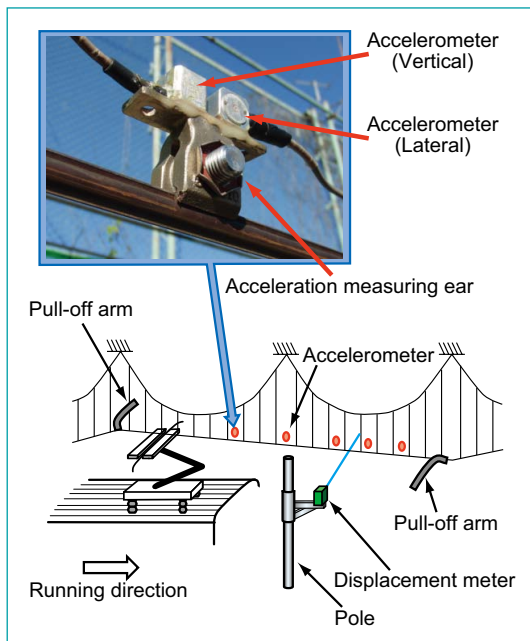 Accelerometer
(Vertical)
Accelerometer
(Lateral)
Acceleration measuring ear
Pull-off arm
Accelerometer
Pull-off arm
Displacement meter
Running direction
Pole